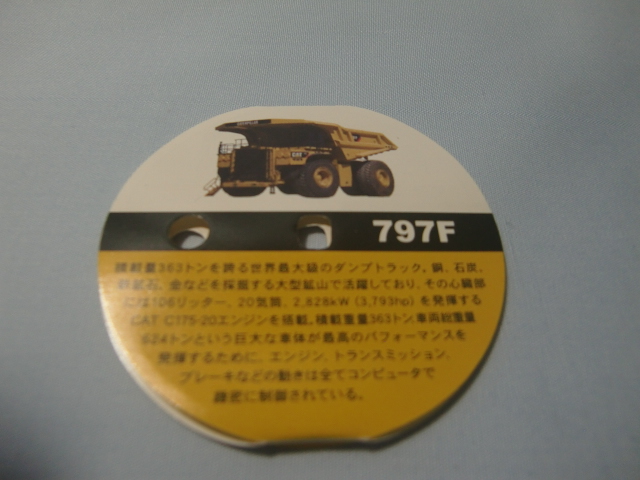 797F
積載量363トンを誇る世界最大級のダンプトラック。銅、石炭、
鉄鉱石、金などを採掘する大型鉱山で活躍しており、その心臓部
には106リッター、20気筒、2,828kW (3,793hp) を発揮する
CAT C175-20エンジンを搭載。積載重量363トン、車両総重量
624トンという巨大な車体が最高のパフォーマンスを
発揮するために、エンジン、トランスミッション、
ブレーキなどの動きは全てコンピュータで
緻密に制御されている。